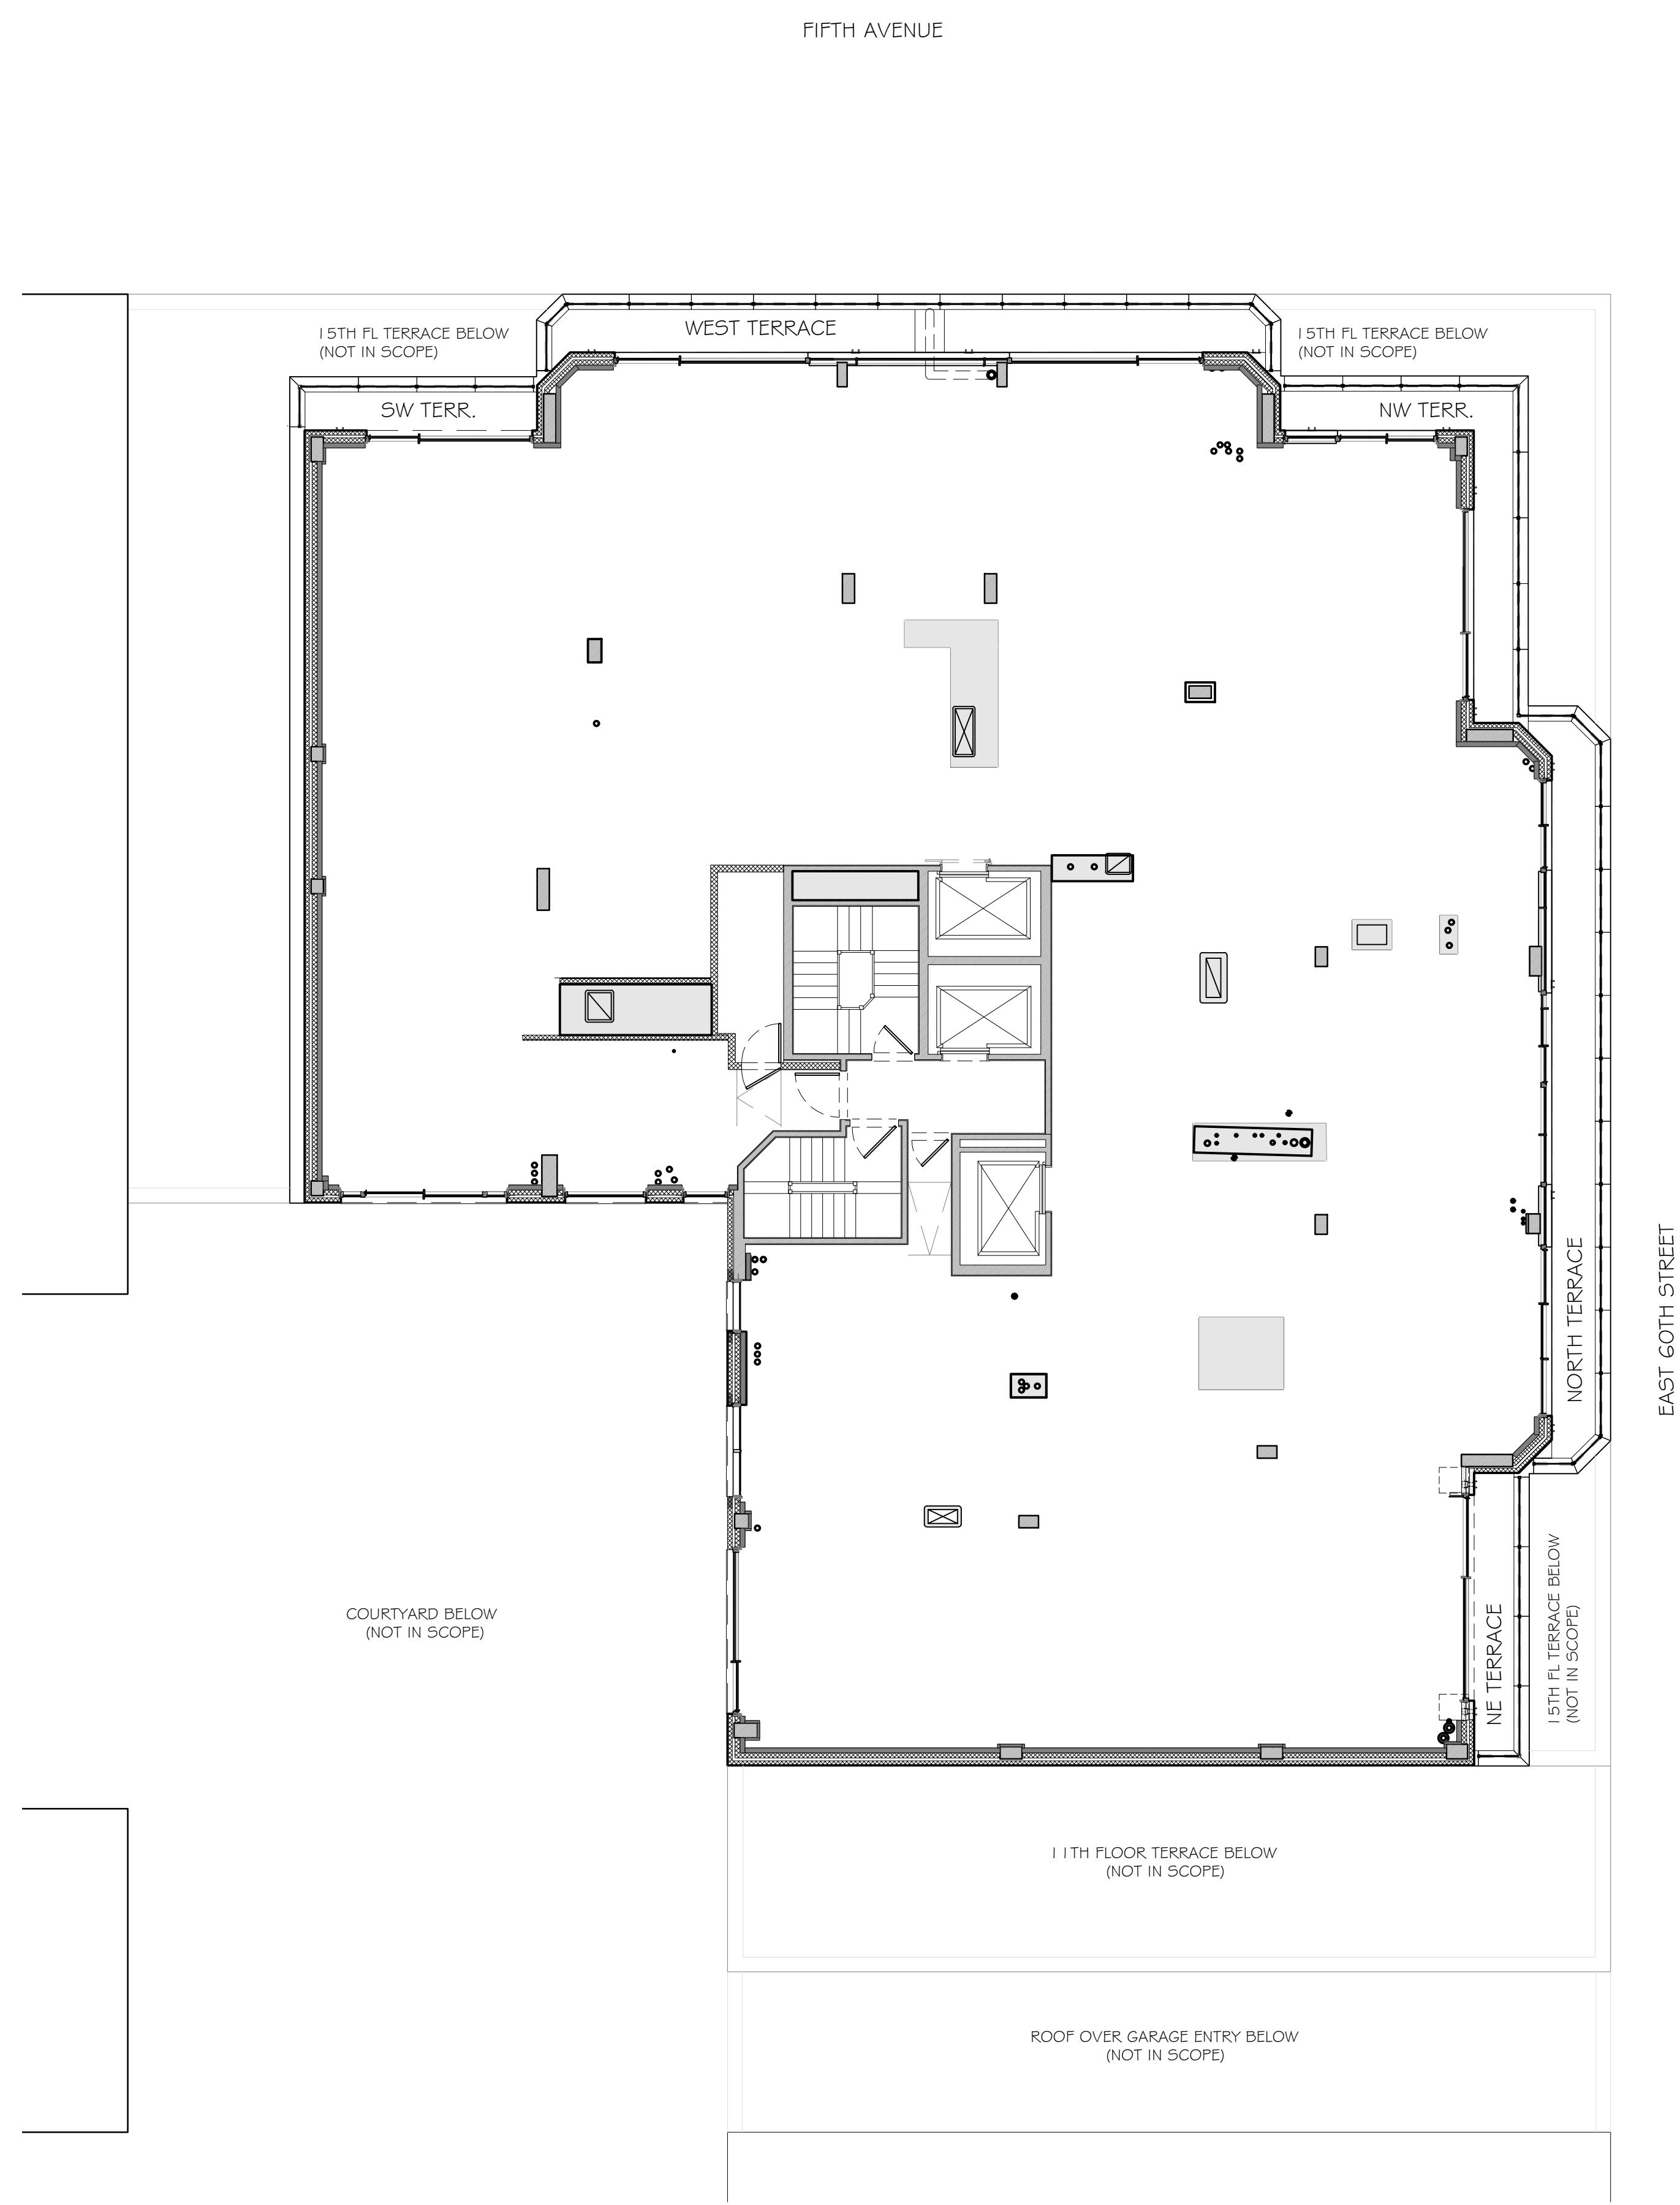 FIFTH AVENUE
15TH FL TERRACE BELOW
(NOT IN SCOPE)
WEST TERRACE
15TH FL TERRACE BELOW
(NOT IN SCOPE)
SW TERR.
NW TERR.
NORTH TERRACE
EAST 60TH STREET
NE TERRACE
15TH FL TERRACE BELOW
(NOT IN SCOPE)
COURTYARD BELOW
(NOT IN SCOPE)
11TH FLOOR TERRACE BELOW
(NOT IN SCOPE)
ROOF OVER GARAGE ENTRY BELOW
(NOT IN SCOPE)